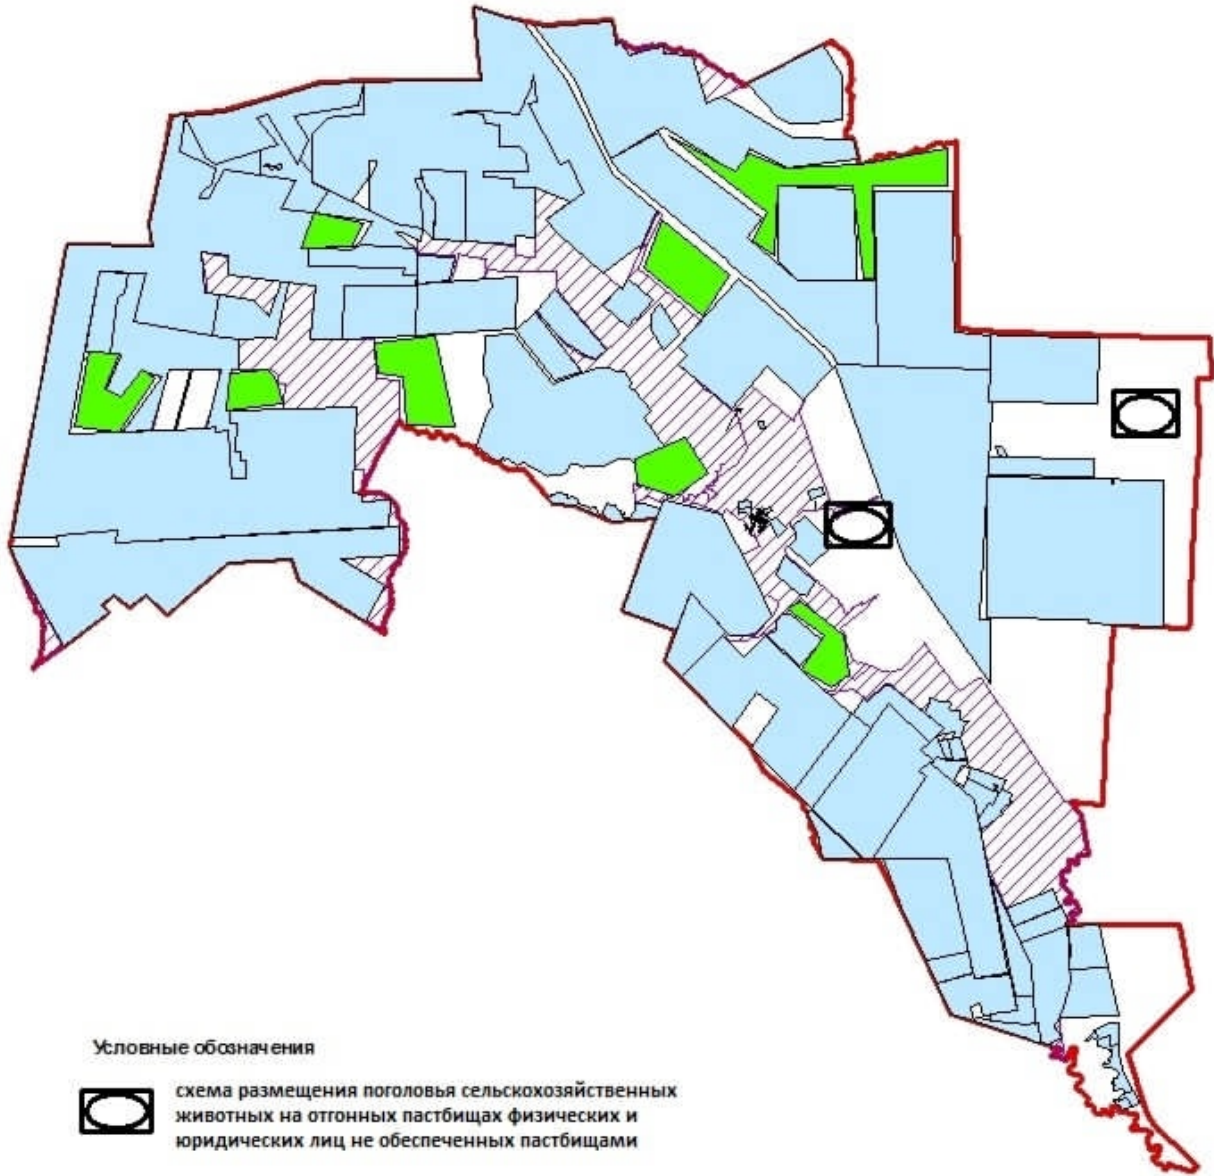 Условные обозначения
схема размещения поголовья сельскохозяйственных
животных на отгонных пастбищах физических и
юридических лиц не обеспеченных пастбищами